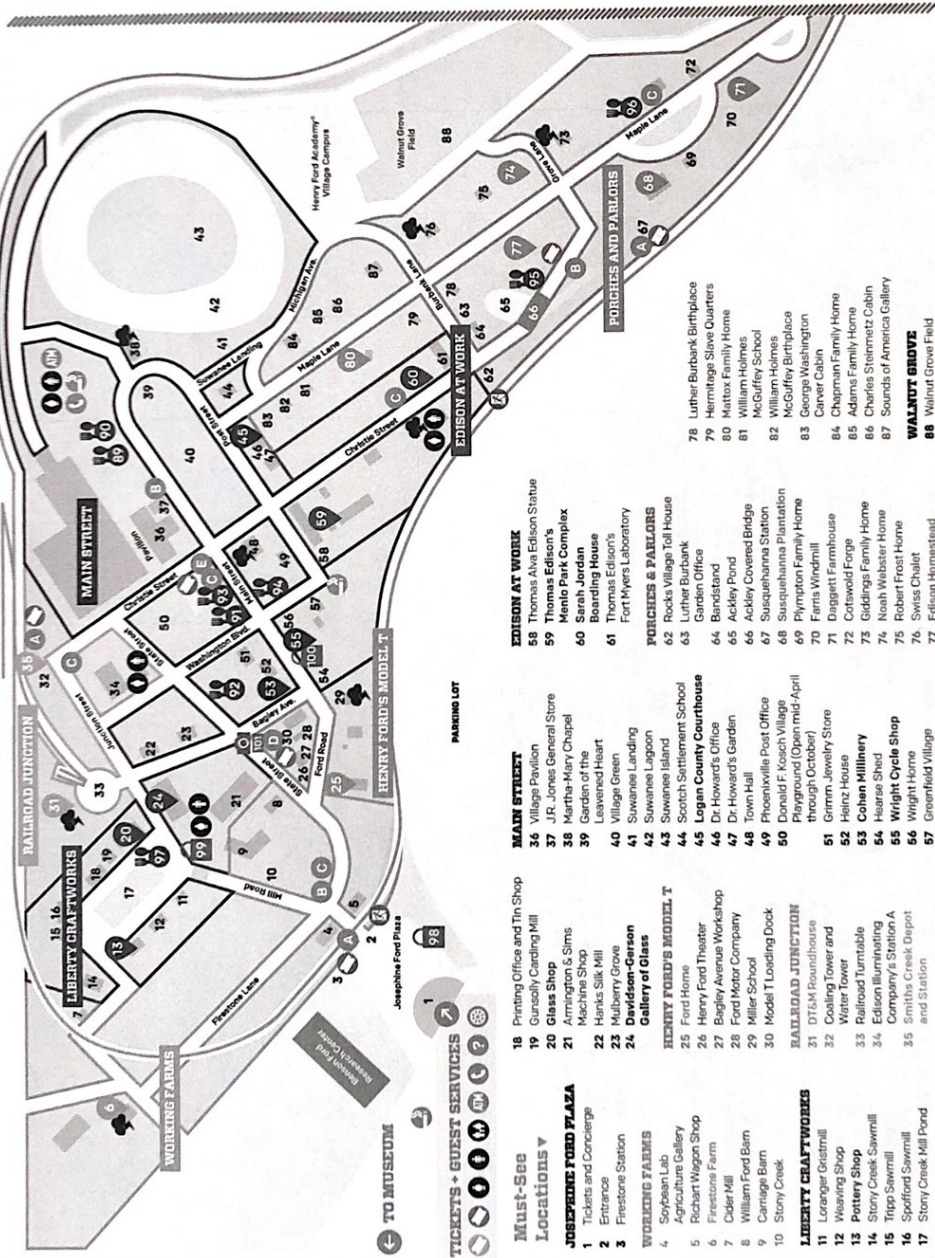 RAILROAD JUNCTION
LIBERTY CRAFTWORKS
WORKING FARMS
MAIN STREET
HENRY FORD'S MODEL T
EDISON AT WORK
PORCHES AND PARLORS
PARKING LOT
Josephine Ford Plaza
Benson Ford
Research Center
Henry Ford Academy®
Village Campus
Walnut Grove
Field
Pavilion
Firestone Lane
Mill Road
Junction Street
State Street
State Street
Ford Road
Bagley Ave.
Washington Blvd.
Main Street
Christie Street
Christie Street
Post Street
Suwanee Landing
Michigan Ave.
Maple Lane
Maple Lane
Burbank Lane
Grove Lane
ATM
TO MUSEUM
TICKETS + GUEST SERVICES
ATM
?
Must-See
Locations ▼
JOSEPHINE FORD PLAZA
1 Tickets and Concierge
2 Entrance
3 Firestone Station
WORKING FARMS
4 Soybean Lab
Agriculture Gallery
5 Richart Wagon Shop
6 Firestone Farm
7 Cider Mill
8 William Ford Barn
9 Carriage Barn
10 Stony Creek
LIBERTY CRAFTWORKS
11 Loranger Gristmill
12 Weaving Shop
13 Pottery Shop
14 Stony Creek Sawmill
15 Tripp Sawmill
16 Spofford Sawmill
17 Stony Creek Mill Pond
18 Printing Office and Tin Shop
19 Gunsolly Carding Mill
20 Glass Shop
21 Armington & Sims
Machine Shop
22 Hanks Silk Mill
23 Mulberry Grove
24 Davidson-Gerson
Gallery of Glass
HENRY FORD'S MODEL T
25 Ford Home
26 Henry Ford Theater
27 Bagley Avenue Workshop
28 Ford Motor Company
29 Miller School
30 Model T Loading Dock
RAILROAD JUNCTION
31 DT&M Roundhouse
32 Coaling Tower and
Water Tower
33 Railroad Turntable
34 Edison Illuminating
Company's Station A
35 Smiths Creek Depot
and Station
MAIN STREET
36 Village Pavilion
37 J.R. Jones General Store
38 Martha-Mary Chapel
39 Garden of the
Leavened Heart
40 Village Green
41 Suwanee Landing
42 Suwanee Lagoon
43 Suwanee Island
44 Scotch Settlement School
45 Logan County Courthouse
46 Dr. Howard's Office
47 Dr. Howard's Garden
48 Town Hall
49 Phoenixville Post Office
50 Donald F. Kosch Village
Playground (Open mid-April
through October)
51 Grimm Jewelry Store
52 Heinz House
53 Cohen Millinery
54 Hearse Shed
55 Wright Cycle Shop
56 Wright Home
57 Greenfield Village
EDISON AT WORK
58 Thomas Alva Edison Statue
59 Thomas Edison's
Menlo Park Complex
60 Sarah Jordan
Boarding House
61 Thomas Edison's
Fort Myers Laboratory
PORCHES & PARLORS
62 Rocks Village Toll House
63 Luther Burbank
Garden Office
64 Bandstand
65 Ackley Pond
66 Ackley Covered Bridge
67 Susquehanna Station
68 Susquehanna Plantation
69 Plympton Family Home
70 Farris Windmill
71 Daggett Farmhouse
72 Cotswold Forge
73 Giddings Family Home
74 Noah Webster Home
75 Robert Frost Home
76 Swiss Chalet
77 Edison Homestead
78 Luther Burbank Birthplace
79 Hermitage Slave Quarters
80 Mattox Family Home
81 William Holmes
McGuffey School
82 William Holmes
McGuffey Birthplace
83 George Washington
Carver Cabin
84 Chapman Family Home
85 Adams Family Home
86 Charles Steinmetz Cabin
87 Sounds of America Gallery
WALNUT GROVE
88 Walnut Grove Field